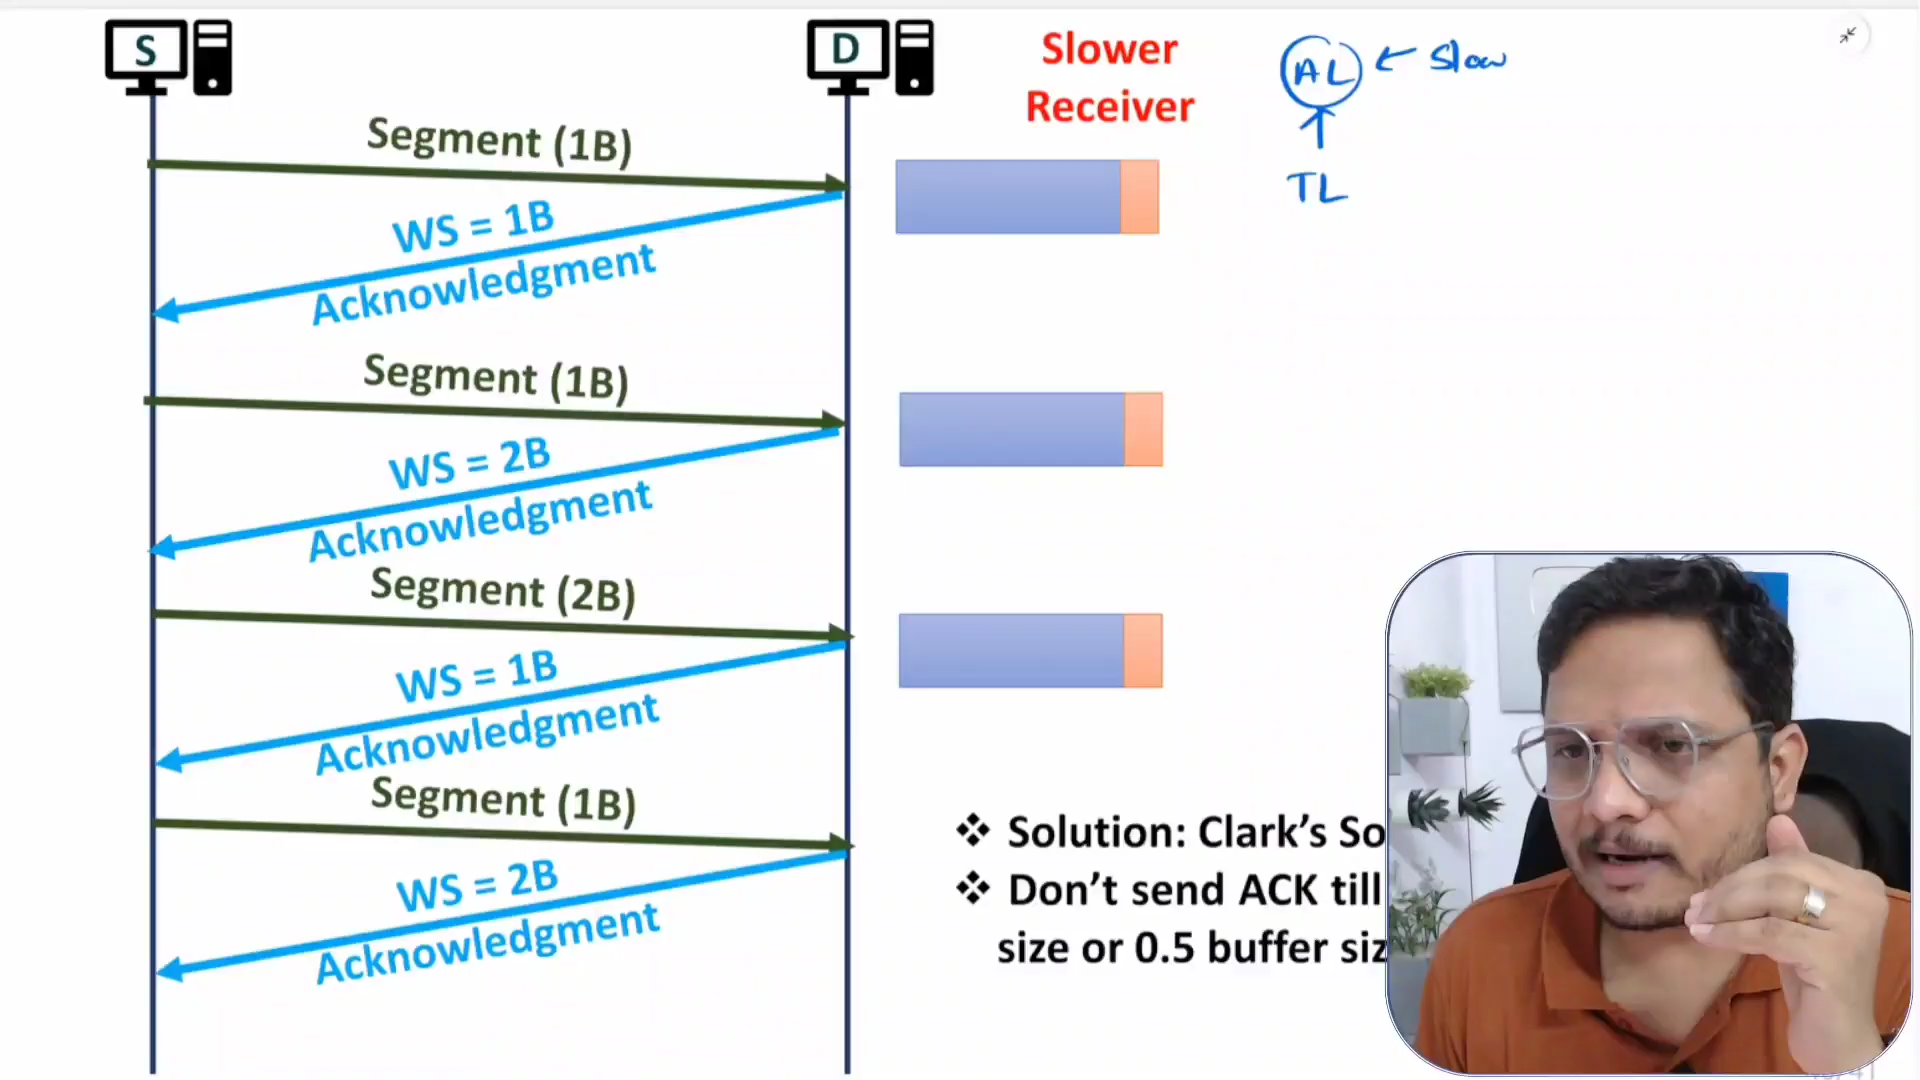 S
D
Slower
Receiver
AL ← Slow
↑
TL
Segment (1B)
WS = 1B
Acknowledgment
Segment (1B)
WS = 2B
Acknowledgment
Segment (2B)
WS = 1B
Acknowledgment
Segment (1B)
WS = 2B
Acknowledgment
❖ Solution: Clark’s So
❖ Don’t send ACK till
size or 0.5 buffer siz